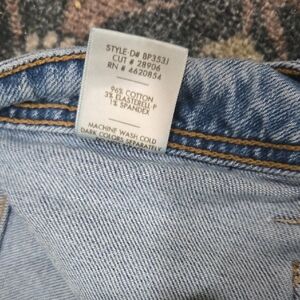 STYLE-D# BP353J
CUT # 28906
RN # 4620854
96% COTTON
3% ELASTERELL-P
1% SPANDEX
MACHINE WASH COLD
DARK COLORS SEPARATELY